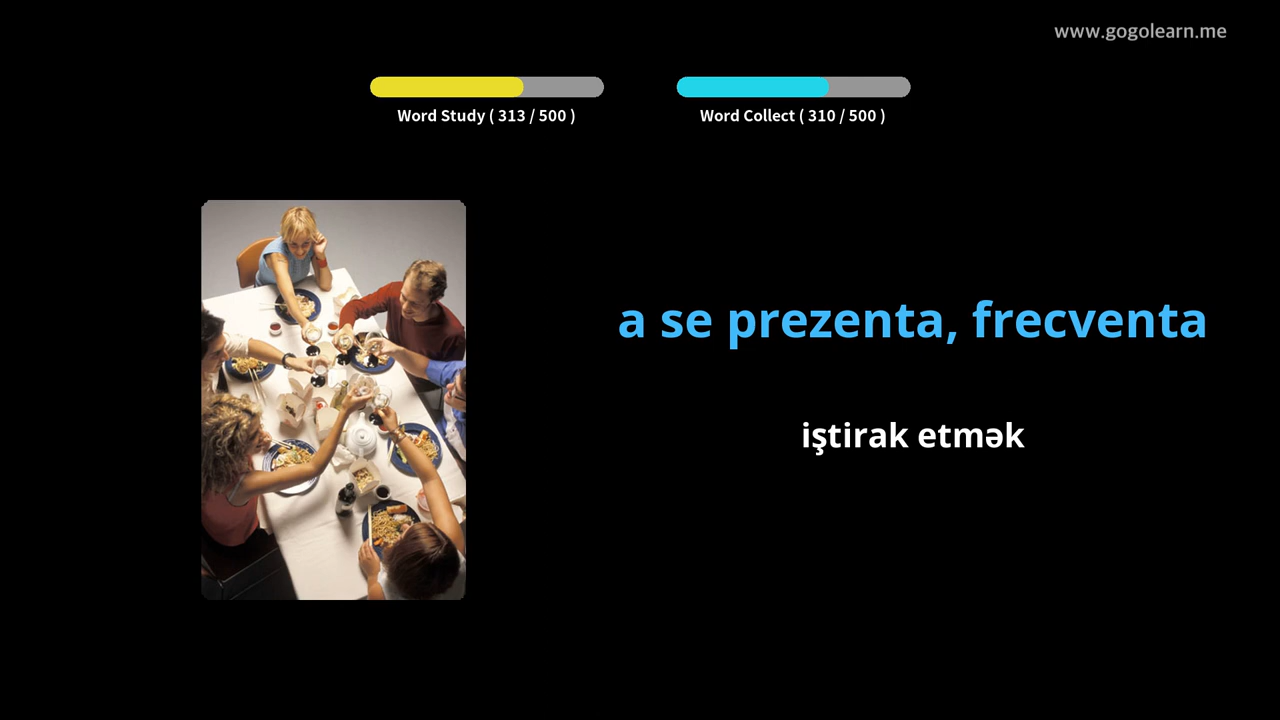 www.gogolearn.me
Word Study ( 313 / 500 )
Word Collect ( 310 / 500 )
a se prezenta, frecventa
iştirak etmək